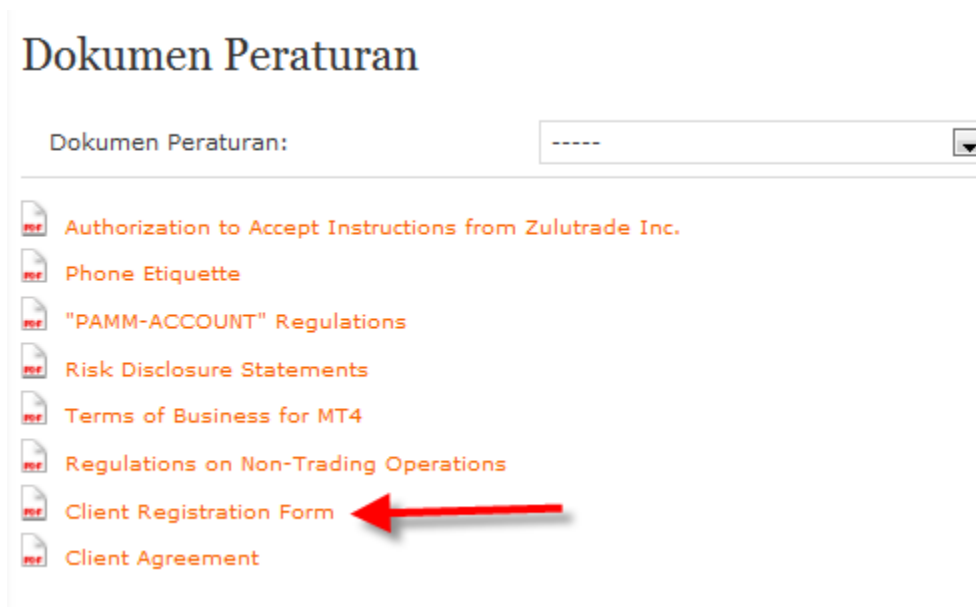 Dokumen Peraturan
Dokumen Peraturan: -----
Authorization to Accept Instructions from Zulutrade Inc.
Phone Etiquette
"PAMM-ACCOUNT" Regulations
Risk Disclosure Statements
Terms of Business for MT4
Regulations on Non-Trading Operations
Client Registration Form
Client Agreement